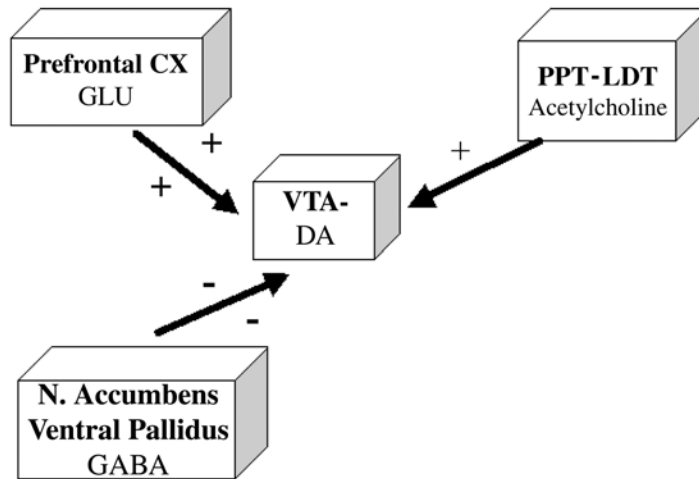 Prefrontal CX
GLU
PPT-LDT
Acetylcholine
+
+
+
VTA-
DA
-
-
N. Accumbens
Ventral Pallidus
GABA